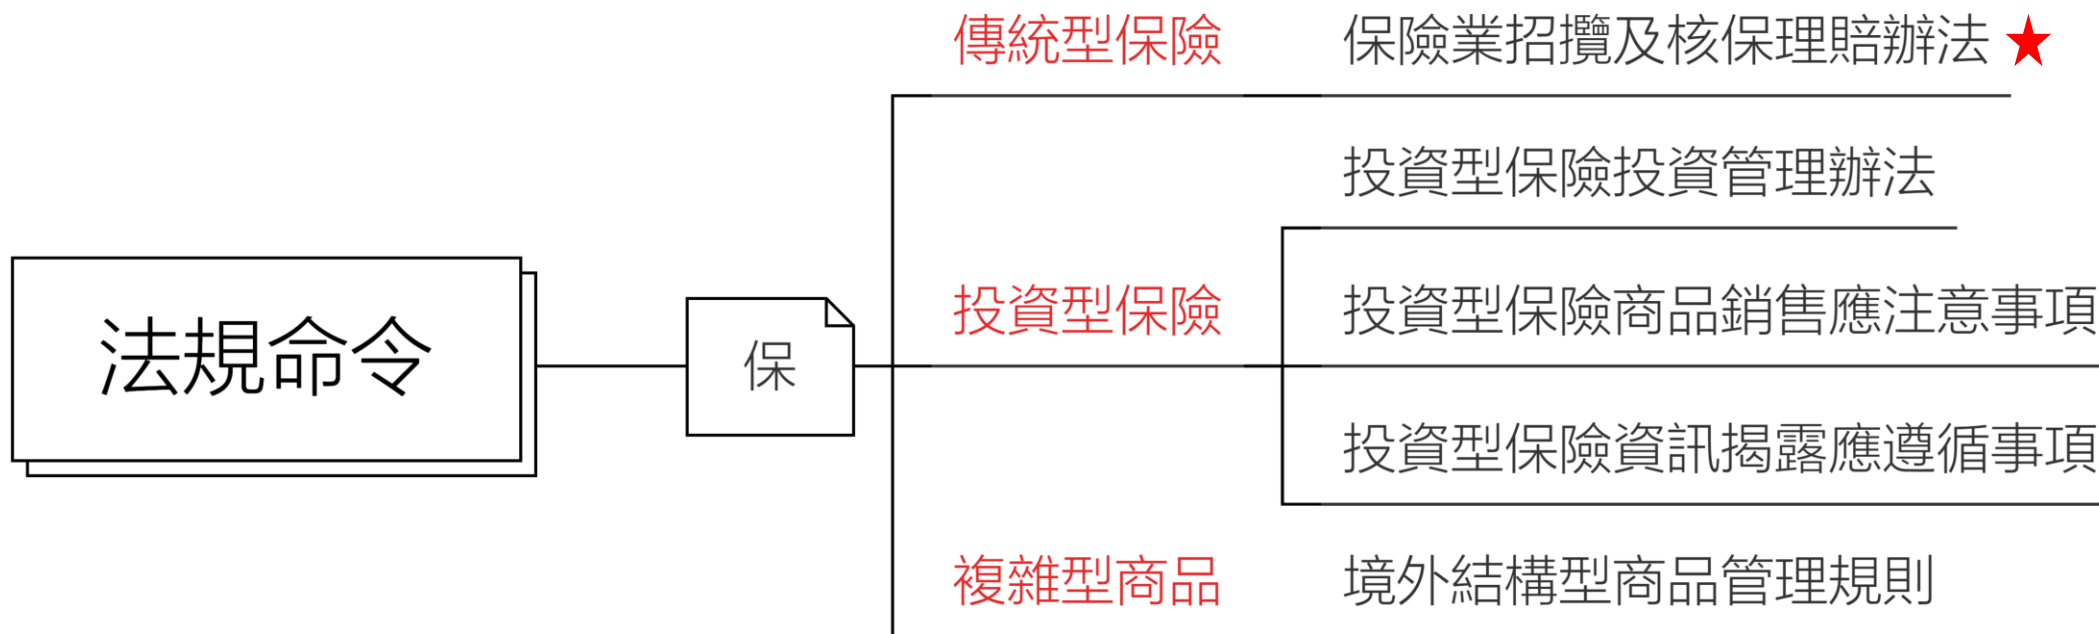 傳統型保險 保險業招攬及核保理賠辦法
投資型保險投資管理辦法
法規命令 保 投資型保險 投資型保險商品銷售應注意事項
投資型保險資訊揭露應遵循事項
複雜型商品 境外結構型商品管理規則